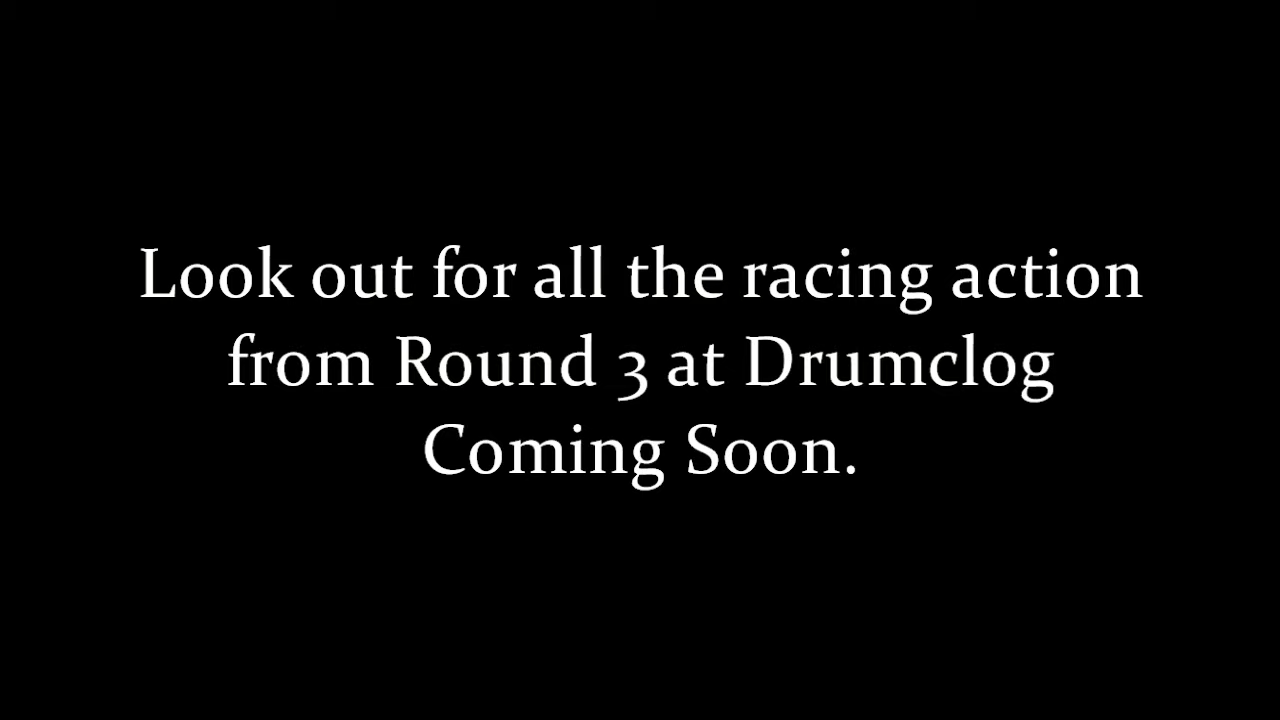 Look out for all the racing action
from Round 3 at Drumclog
Coming Soon.